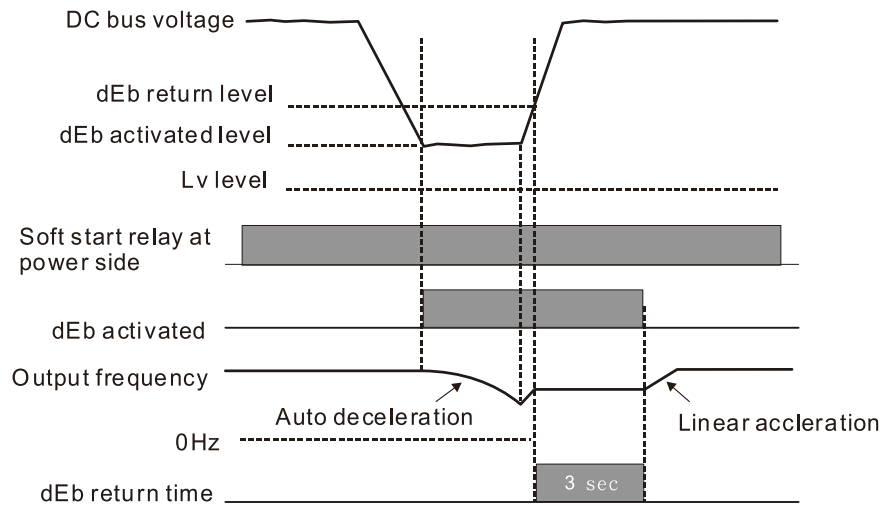 DC bus voltage
dEb return level
dEb activated level
Lv level
Soft start relay at
power side
dEb activated
Output frequency
Auto deceleration
Linear accleration
0Hz
3 sec
dEb return time